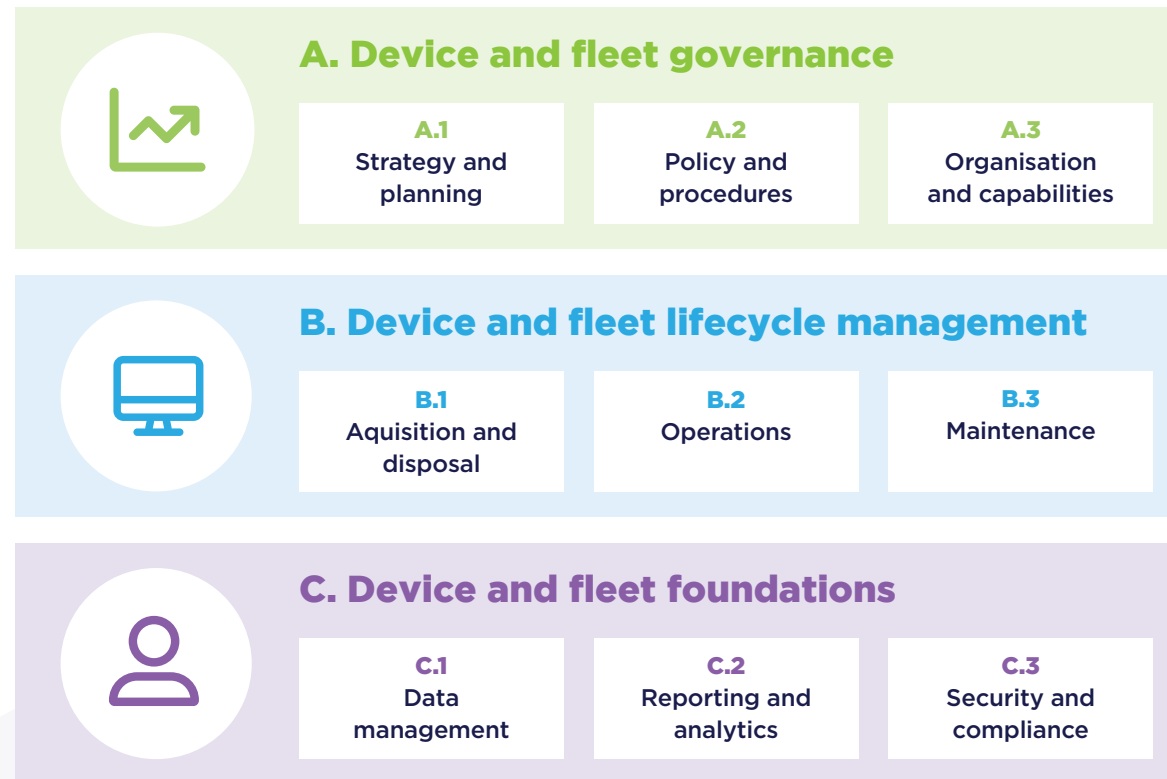 A. Device and fleet governance
A.1
Strategy and
planning
A.2
Policy and
procedures
A.3
Organisation
and capabilities
B. Device and fleet lifecycle management
B.1
Aquisition and
disposal
B.2
Operations
B.3
Maintenance
C. Device and fleet foundations
C.1
Data
management
C.2
Reporting and
analytics
C.3
Security and
compliance